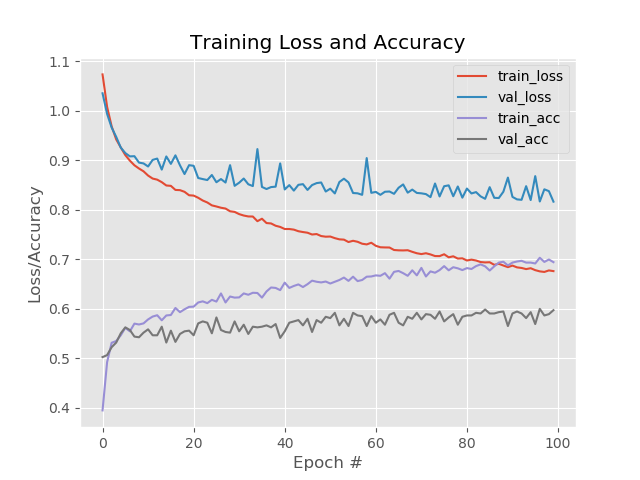 Training Loss and Accuracy
train_loss
val_loss
train_acc
val_acc
1.1
1.0
0.9
0.8
0.7
0.6
0.5
0.4
Loss/Accuracy
0 20 40 60 80 100
Epoch #